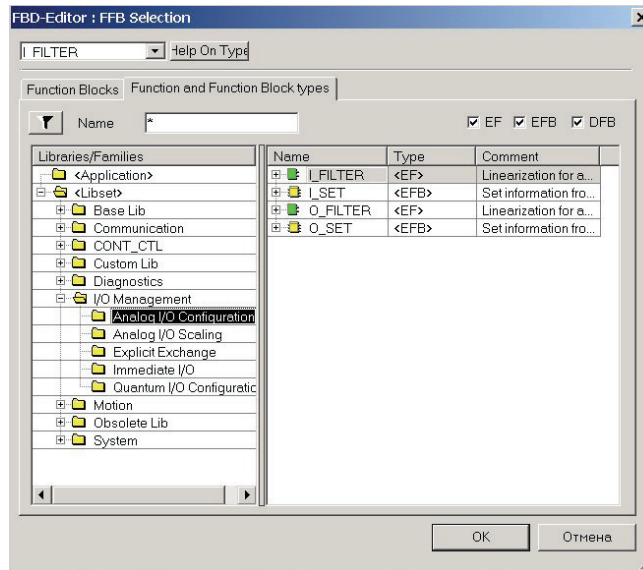 FBD-Editor : FFB Selection
I_FILTER Help On Type
Function Blocks Function and Function Block types
Name * EF EFB DFB
Libraries/Families Name Type Comment
<Application> I_FILTER <EF> Linearization for a...
<Libset> I_SET <EFB> Set information fro...
Base Lib O_FILTER <EF> Linearization for a...
Communication O_SET <EFB> Set information fro...
CONT_CTL
Custom Lib
Diagnostics
I/O Management
Analog I/O Configuration
Analog I/O Scaling
Explicit Exchange
Immediate I/O
Quantum I/O Configuratic
Motion
Obsolete Lib
System
OK Отмена